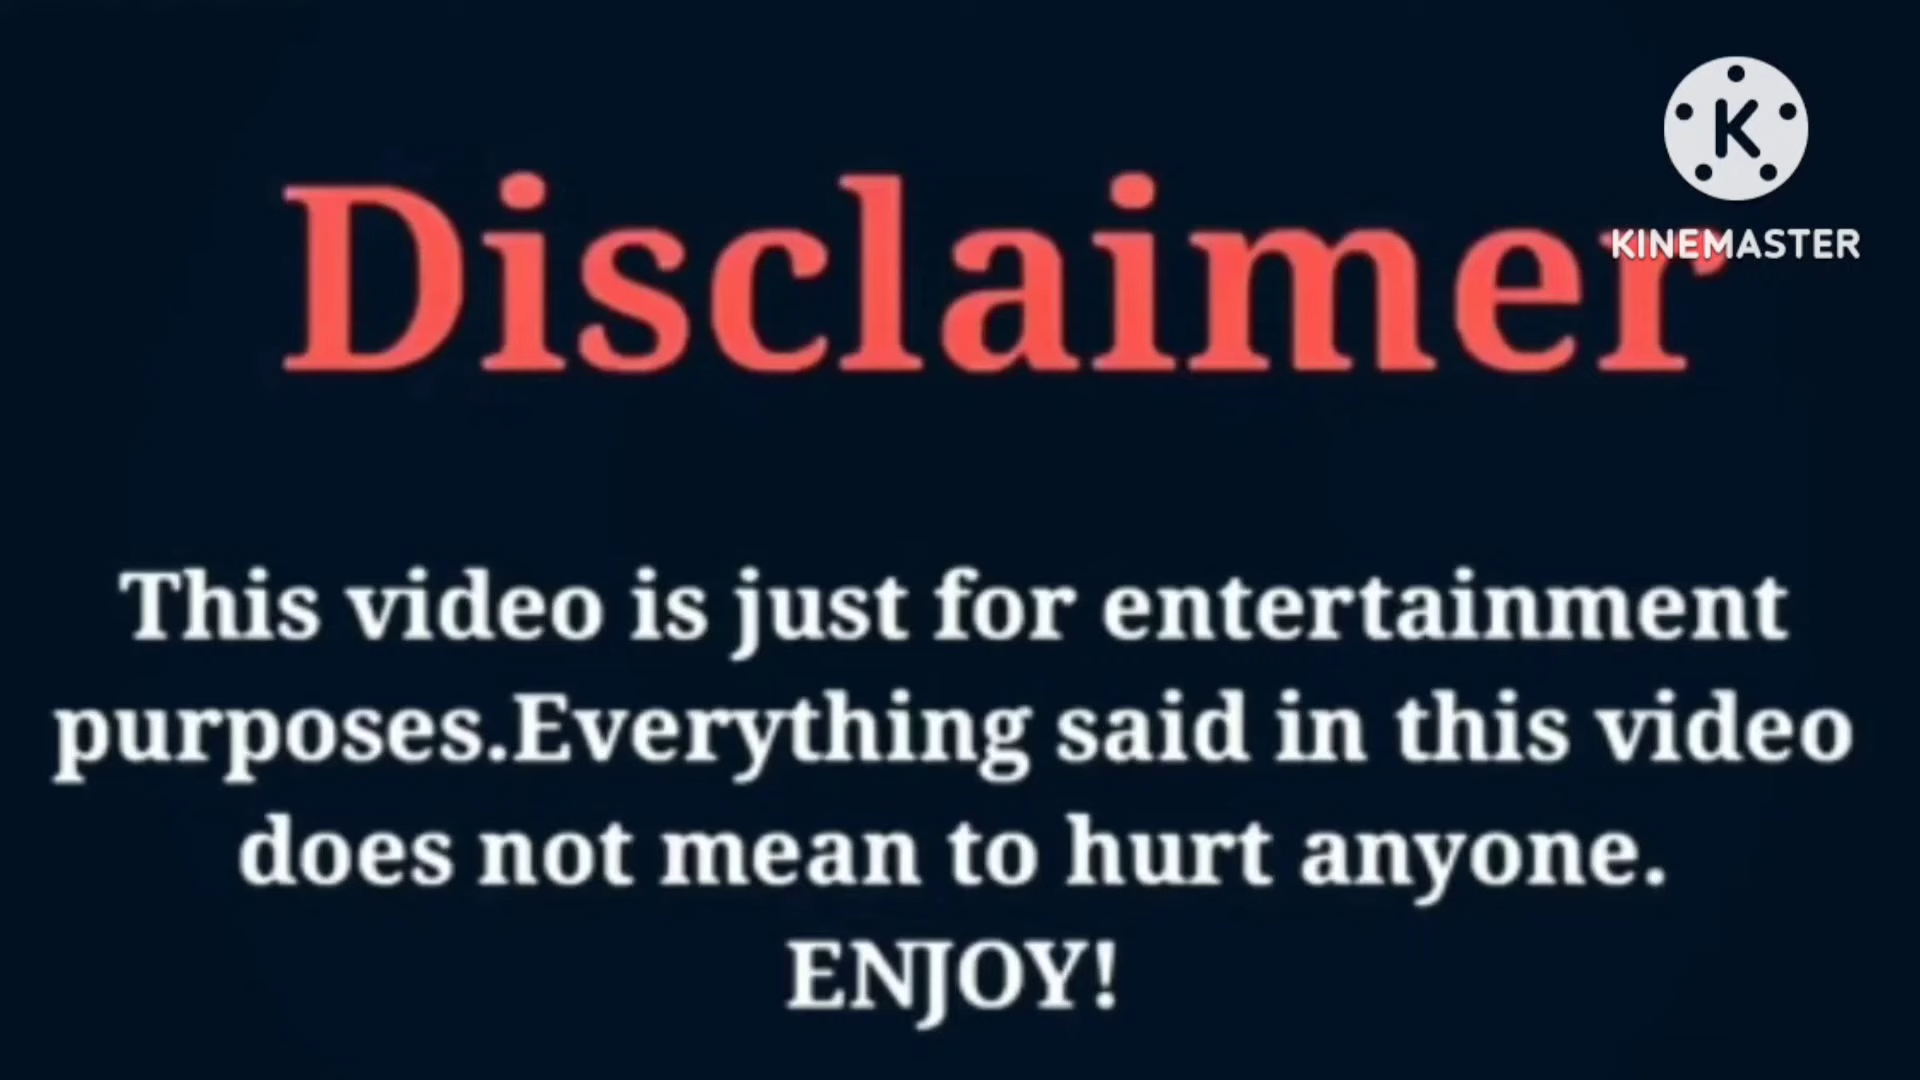 K
KINEMASTER
Disclaimer
This video is just for entertainment
purposes.Everything said in this video
does not mean to hurt anyone.
ENJOY!